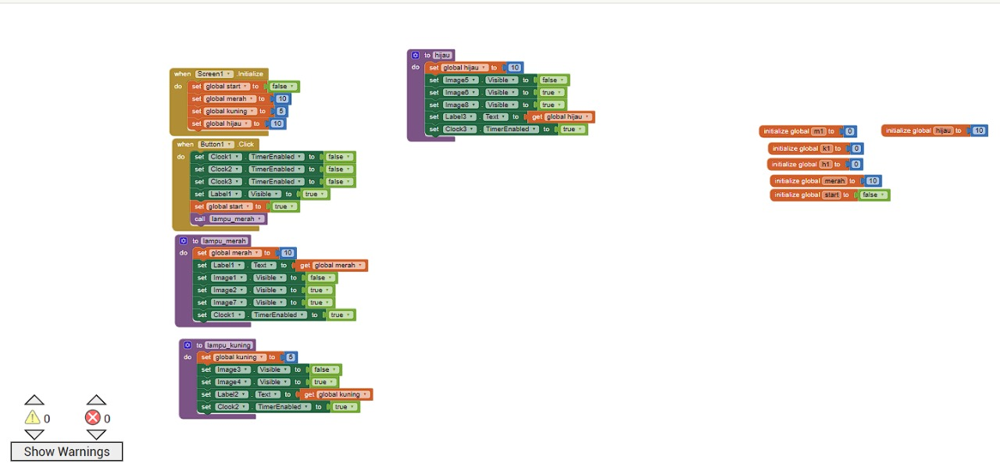 when Screen1 .Initialize
do set global start to false
set global merah to 10
set global kuning to 5
set global hijau to 10
when Button1 .Click
do set Clock1 . TimerEnabled to false
set Clock2 . TimerEnabled to false
set Clock3 . TimerEnabled to false
set Label1 . Visible to true
set global start to true
call lampu_merah
to lampu_merah
do set global merah to 10
set Label1 . Text to get global merah
set Image1 . Visible to false
set Image2 . Visible to true
set Image7 . Visible to true
set Clock1 . TimerEnabled to true
to lampu_kuning
do set global kuning to 5
set Image3 . Visible to false
set Image4 . Visible to true
set Label2 . Text to get global kuning
set Clock2 . TimerEnabled to true
to hijau
do set global hijau to 10
set Image5 . Visible to false
set Image6 . Visible to true
set Image8 . Visible to true
set Label3 . Text to get global hijau
set Clock3 . TimerEnabled to true
initialize global m1 to 0
initialize global hijau to 10
initialize global k1 to 0
initialize global h1 to 0
initialize global merah to 10
initialize global start to false
0 0
Show Warnings